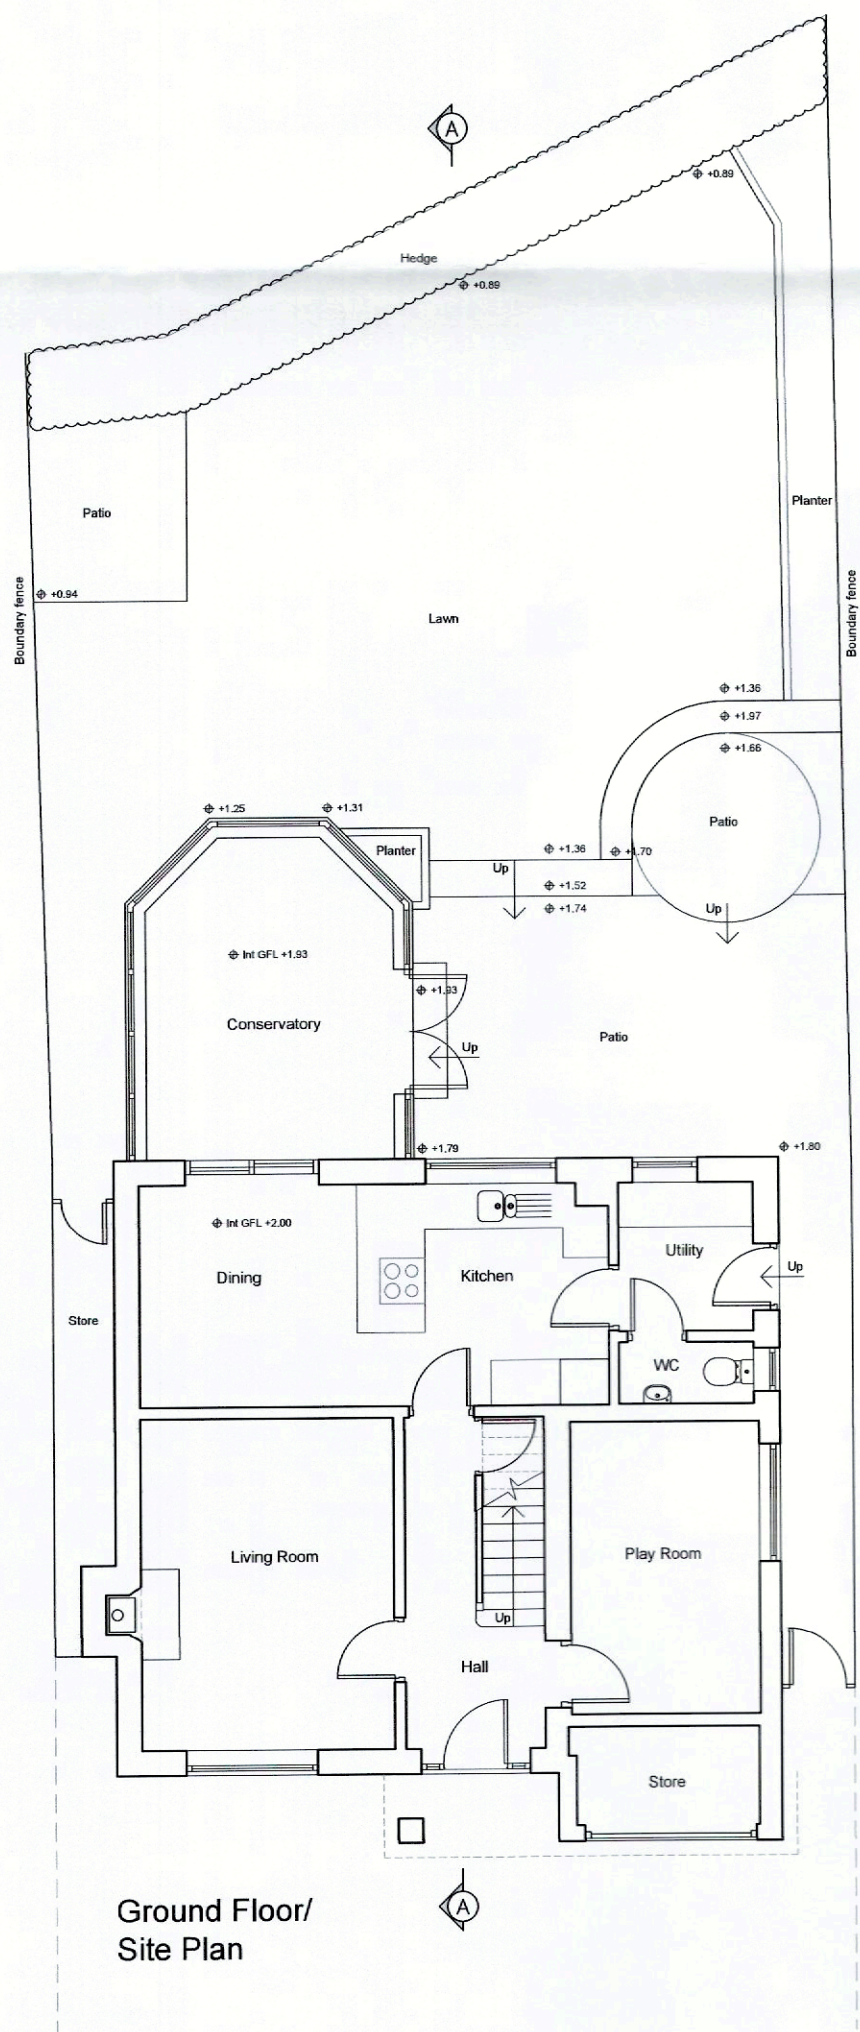 A
+0.89
Hedge
+0.89
Patio
Planter
+0.94
Boundary fence
Boundary fence
Lawn
+1.36
+1.97
+1.66
+1.25
+1.31
Patio
Planter
+1.36
+1.70
Up
+1.52
+1.74
Up
Int GFL +1.93
+1.93
Conservatory
Patio
Up
+1.79
+1.80
Int GFL +2.00
Utility
Dining
Kitchen
Up
Store
WC
Living Room
Play Room
Up
Hall
Store
A
Ground Floor/
Site Plan